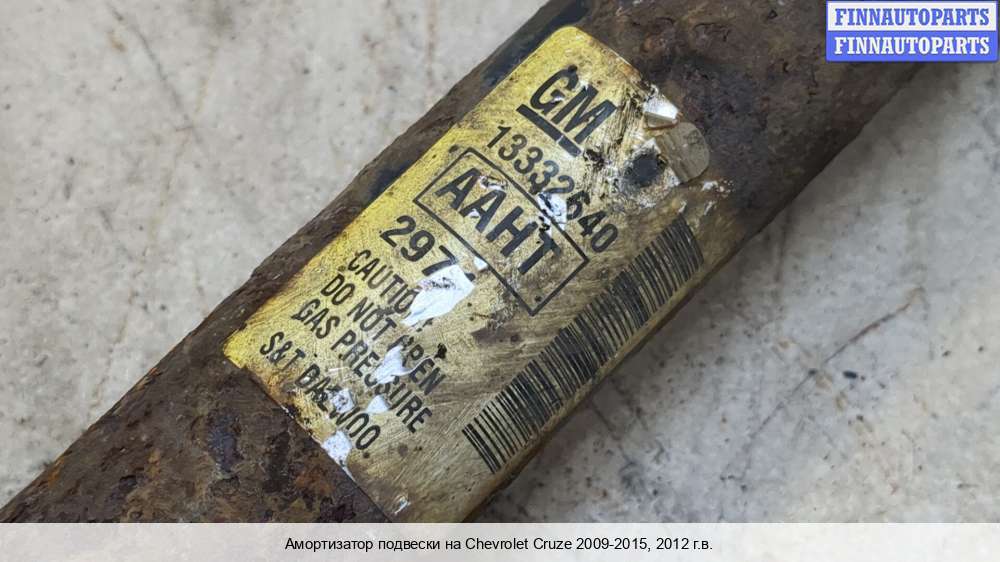 FINNAUTOPARTS
FINNAUTOPARTS
GM
13332640
AAHT
CAUTION
DO NOT OPEN
GAS PRESSURE
S&T DAEWOO
Амортизатор подвески на Chevrolet Cruze 2009-2015, 2012 г.в.